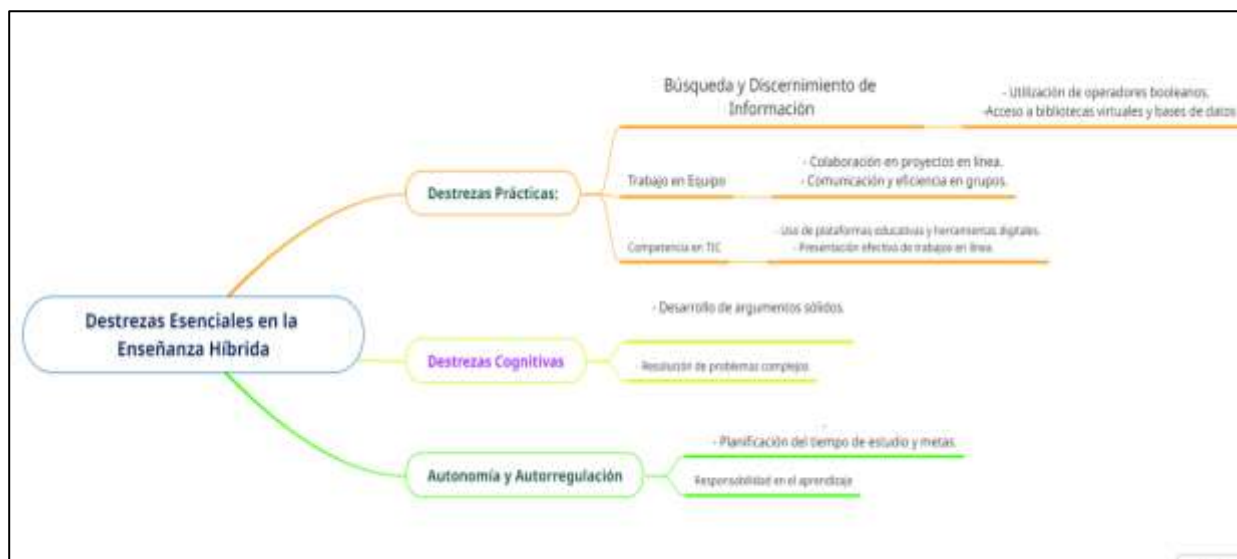 Destrezas Esenciales en la
Enseñanza Híbrida
Destrezas Prácticas:
Búsqueda y Discernimiento de
Información
- Utilización de operadores booleanos.
-Acceso a bibliotecas virtuales y bases de datos
Trabajo en Equipo
- Colaboración en proyectos en línea.
- Comunicación y eficiencia en grupos.
Competencia en TIC
- Uso de plataformas educativas y herramientas digitales.
- Presentación efectiva de trabajos en línea.
Destrezas Cognitivas
- Desarrollo de argumentos sólidos.
- Resolución de problemas complejos
Autonomía y Autorregulación
-
- Planificación del tiempo de estudio y metas.
Responsabilidad en el aprendizaje